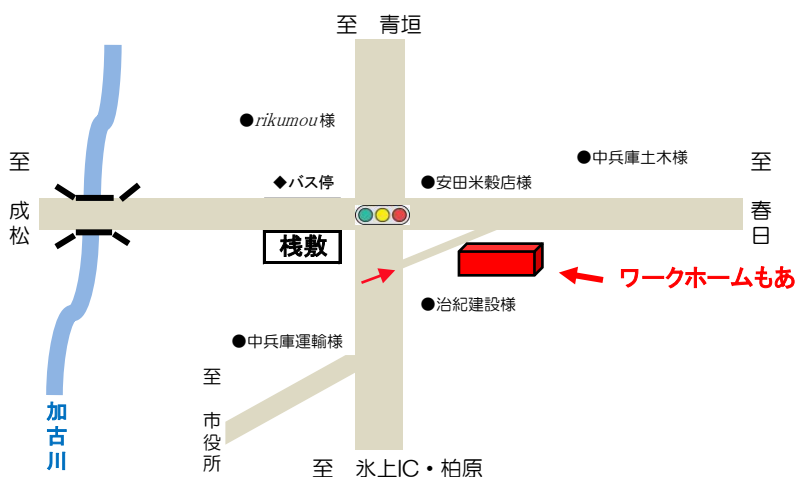 至 青垣
●rikumou様
●中兵庫土木様
至 成松
◆バス停
●安田米穀店様
至 春日
桟敷
ワークホームもあ
●治紀建設様
●中兵庫運輸様
至 市役所
加古川
至 氷上IC・柏原